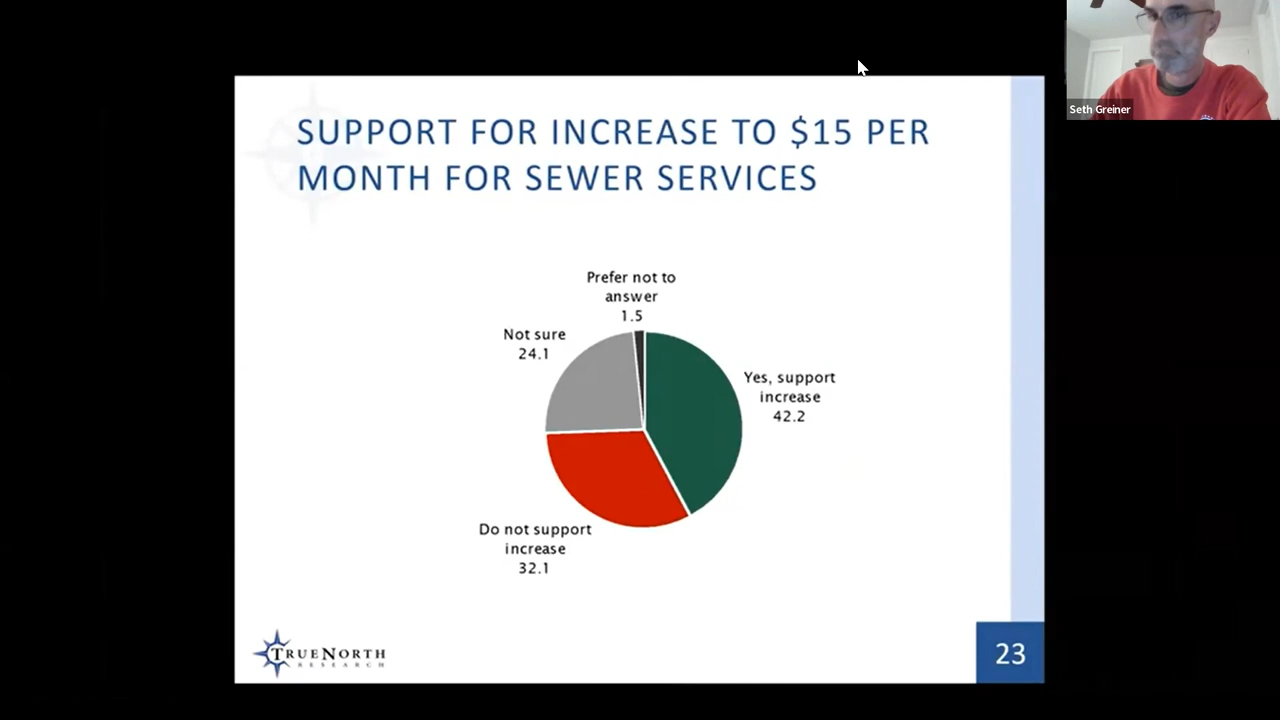 Seth Greiner
SUPPORT FOR INCREASE TO $15 PER
MONTH FOR SEWER SERVICES
Prefer not to
answer
1.5
Not sure
24.1
Yes, support
increase
42.2
Do not support
increase
32.1
TRUENORTH
RESEARCH
23